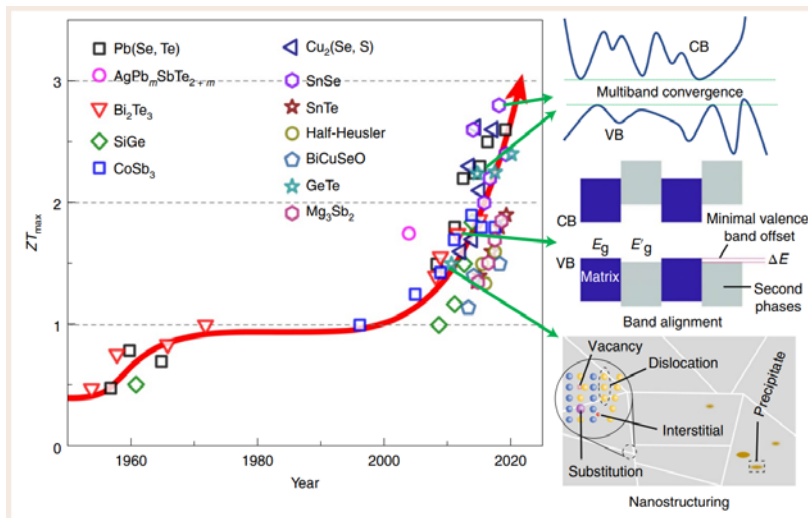 ZTmax
3
2
1
0
1960
1980
2000
2020
Year
Pb(Se, Te)
AgPbmSbTe2+m
Bi2Te3
SiGe
CoSb3
Cu2(Se, S)
SnSe
SnTe
Half-Heusler
BiCuSeO
GeTe
Mg3Sb2
CB
Multiband convergence
VB
CB
Minimal valence
band offset
Eg
E'g
ΔE
VB
Matrix
Second
phases
Band alignment
Vacancy
Dislocation
Precipitate
Interstitial
Substitution
Nanostructuring